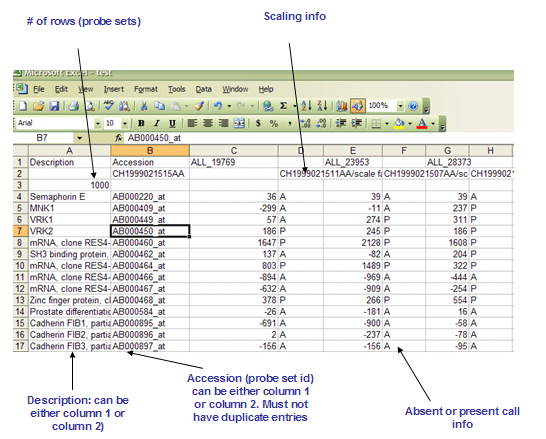 # of rows (probe sets)
Scaling info
Microsoft Excel - test
File Edit View Insert Format Tools Data Window Help
100%
Arial 10 B I U $ % ,
B7 fx AB000450_at
A B C D E F G H
1 Description Accession ALL_19769 ALL_23953 ALL_28373
2 CH1999021515AA CH1999021511AA/scale fa CH1999021507AA/sc CH1999021
3 1000
4 Semaphorin E AB000220_at 36 A 39 A 39 A
5 MNK1 AB000409_at -299 A -11 A 237 P
6 VRK1 AB000449_at 57 A 274 P 311 P
7 VRK2 AB000450_at 186 P 245 P 186 P
8 mRNA, clone RES4- AB000460_at 1647 P 2128 P 1608 P
9 SH3 binding protein, AB000462_at 137 A -82 A 204 P
10 mRNA, clone RES4- AB000464_at 803 P 1489 P 322 P
11 mRNA, clone RES4- AB000466_at -894 A -969 A -444 A
12 mRNA, clone RES4- AB000467_at -632 A -909 A -254 P
13 Zinc finger protein, cl AB000468_at 378 P 266 P 554 P
14 Prostate differentiatic AB000584_at -26 A -181 A 16 A
15 Cadherin FIB1, partia AB000895_at -691 A -900 A -58 A
16 Cadherin FIB2, partia AB000896_at 2 A -237 A -78 A
17 Cadherin FIB3, partia AB000897_at -156 A -156 A -95 A
Description: can be
either column 1 or
column 2)
Accession (probe set id)
can be either column 1
or column 2. Must not
have duplicate entries
Absent or present call
info